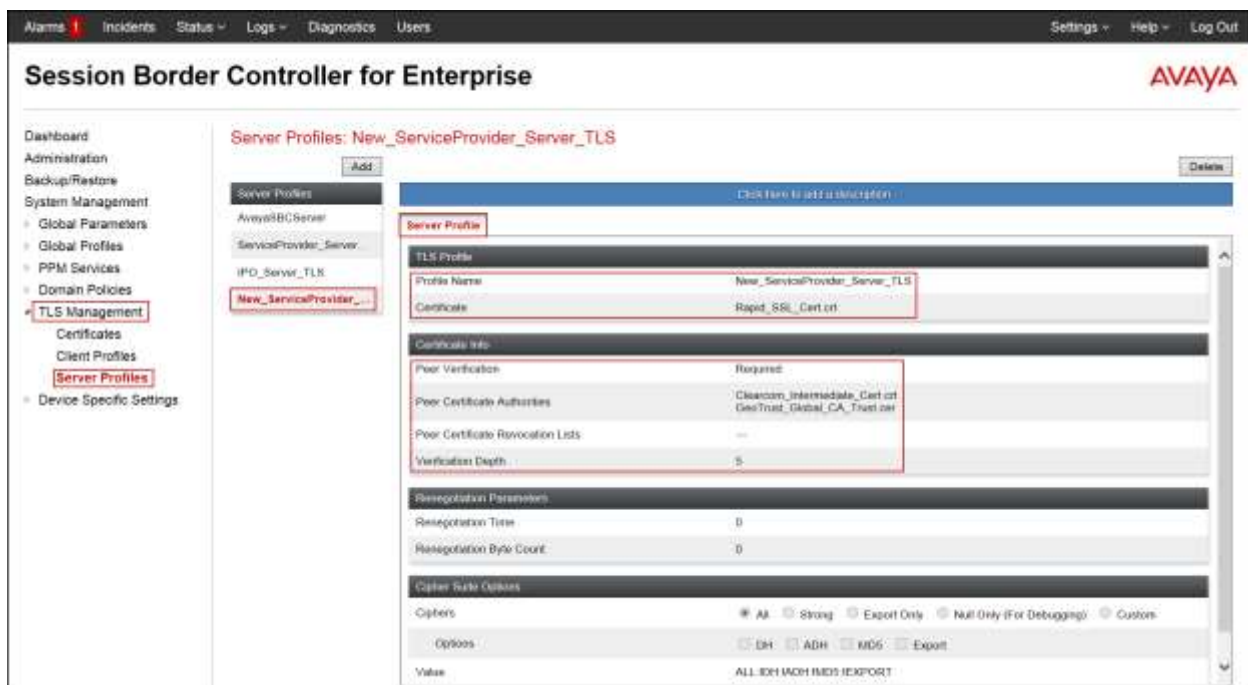 Alarms 1 Incidents Status Logs Diagnostics Users Settings Help Log Out
Session Border Controller for Enterprise
AVAYA
Dashboard
Administration
Backup/Restore
System Management
Global Parameters
Global Profiles
PPM Services
Domain Policies
TLS Management
Certificates
Client Profiles
Server Profiles
Device Specific Settings
Server Profiles: New_ServiceProvider_Server_TLS
Add
Delete
Server Profiles
AvayaSBCServer
ServiceProvider_Server...
IPO_Server_TLS
New_ServiceProvider_...
Click here to add a description
Server Profile
TLS Profile
Profile Name New_ServiceProvider_Server_TLS
Certificate Rapid_SSL_Cert.crt
Certificate Info
Peer Verification Required
Peer Certificate Authorities Clearcom_Intermediate_Cert.crt
GeoTrust_Global_CA_Trust.cer
Peer Certificate Revocation Lists ---
Verification Depth 5
Renegotiation Parameters
Renegotiation Time 0
Renegotiation Byte Count 0
Cipher Suite Options
Ciphers All Strong Export Only Null Only (For Debugging) Custom
Options DH ADH MD5 Export
Value ALL:!DH:!ADH:!MD5:!EXPORT